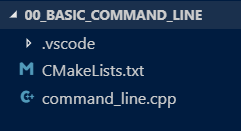 00_BASIC_COMMAND_LINE
.vscode
CMakeLists.txt
command_line.cpp